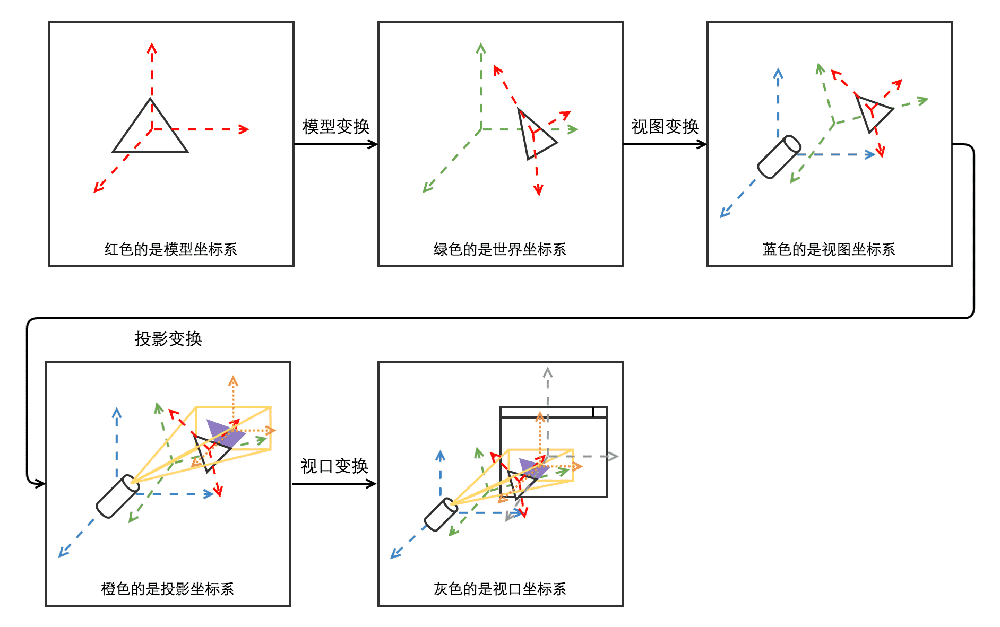 模型变换
视图变换
红色的是模型坐标系
绿色的是世界坐标系
蓝色的是视图坐标系
投影变换
视口变换
橙色的是投影坐标系
灰色的是视口坐标系